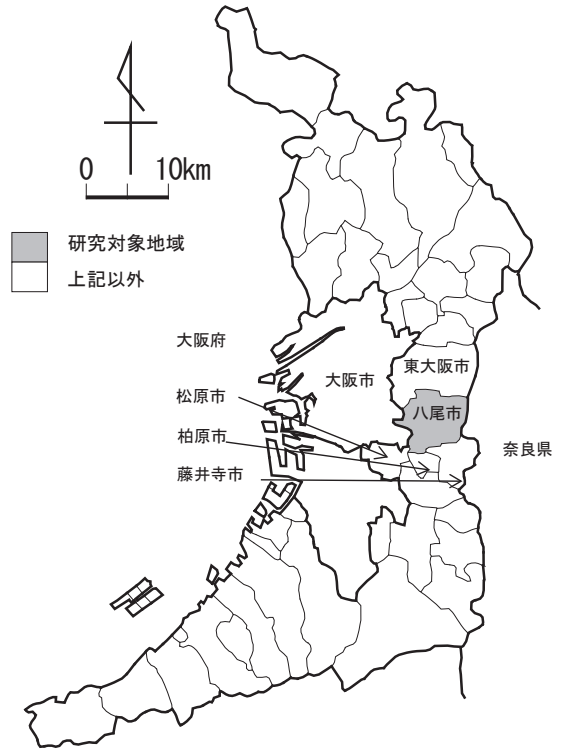 0 10km
研究対象地域
上記以外
大阪府
東大阪市
大阪市
松原市
八尾市
柏原市
奈良県
藤井寺市